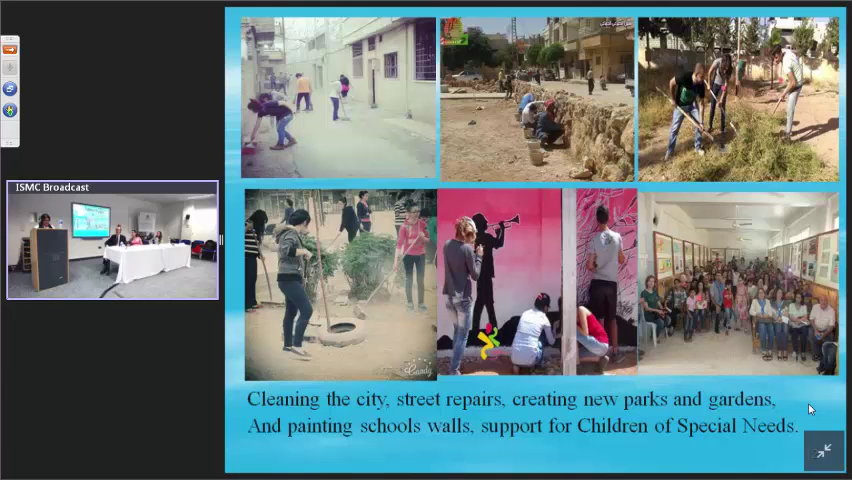 ISMC Broadcast
Candy
Cleaning the city, street repairs, creating new parks and gardens,
And painting schools walls, support for Children of Special Needs.